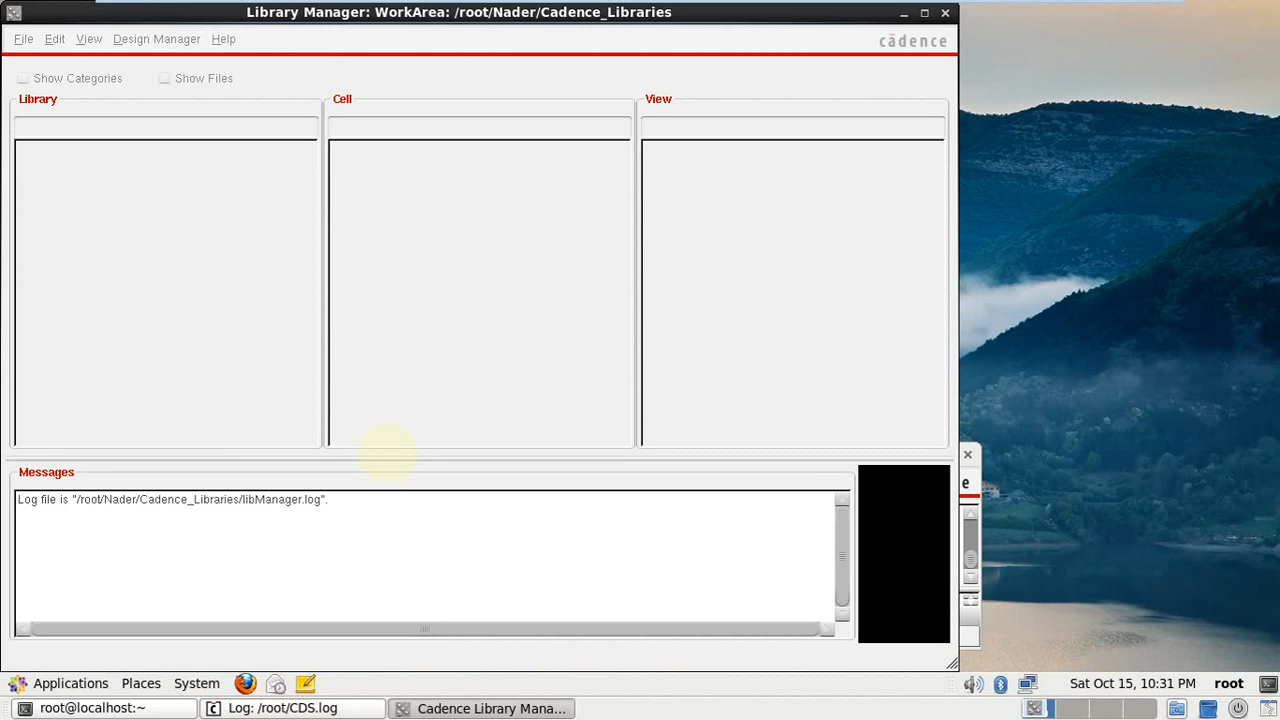 Library Manager: WorkArea: /root/Nader/Cadence_Libraries
File Edit View Design Manager Help
cādence
Show Categories Show Files
Library Cell View
Messages
Log file is "/root/Nader/Cadence_Libraries/libManager.log".
e
Applications Places System
Sat Oct 15, 10:31 PM root
root@localhost:~ Log: /root/CDS.log Cadence Library Mana...